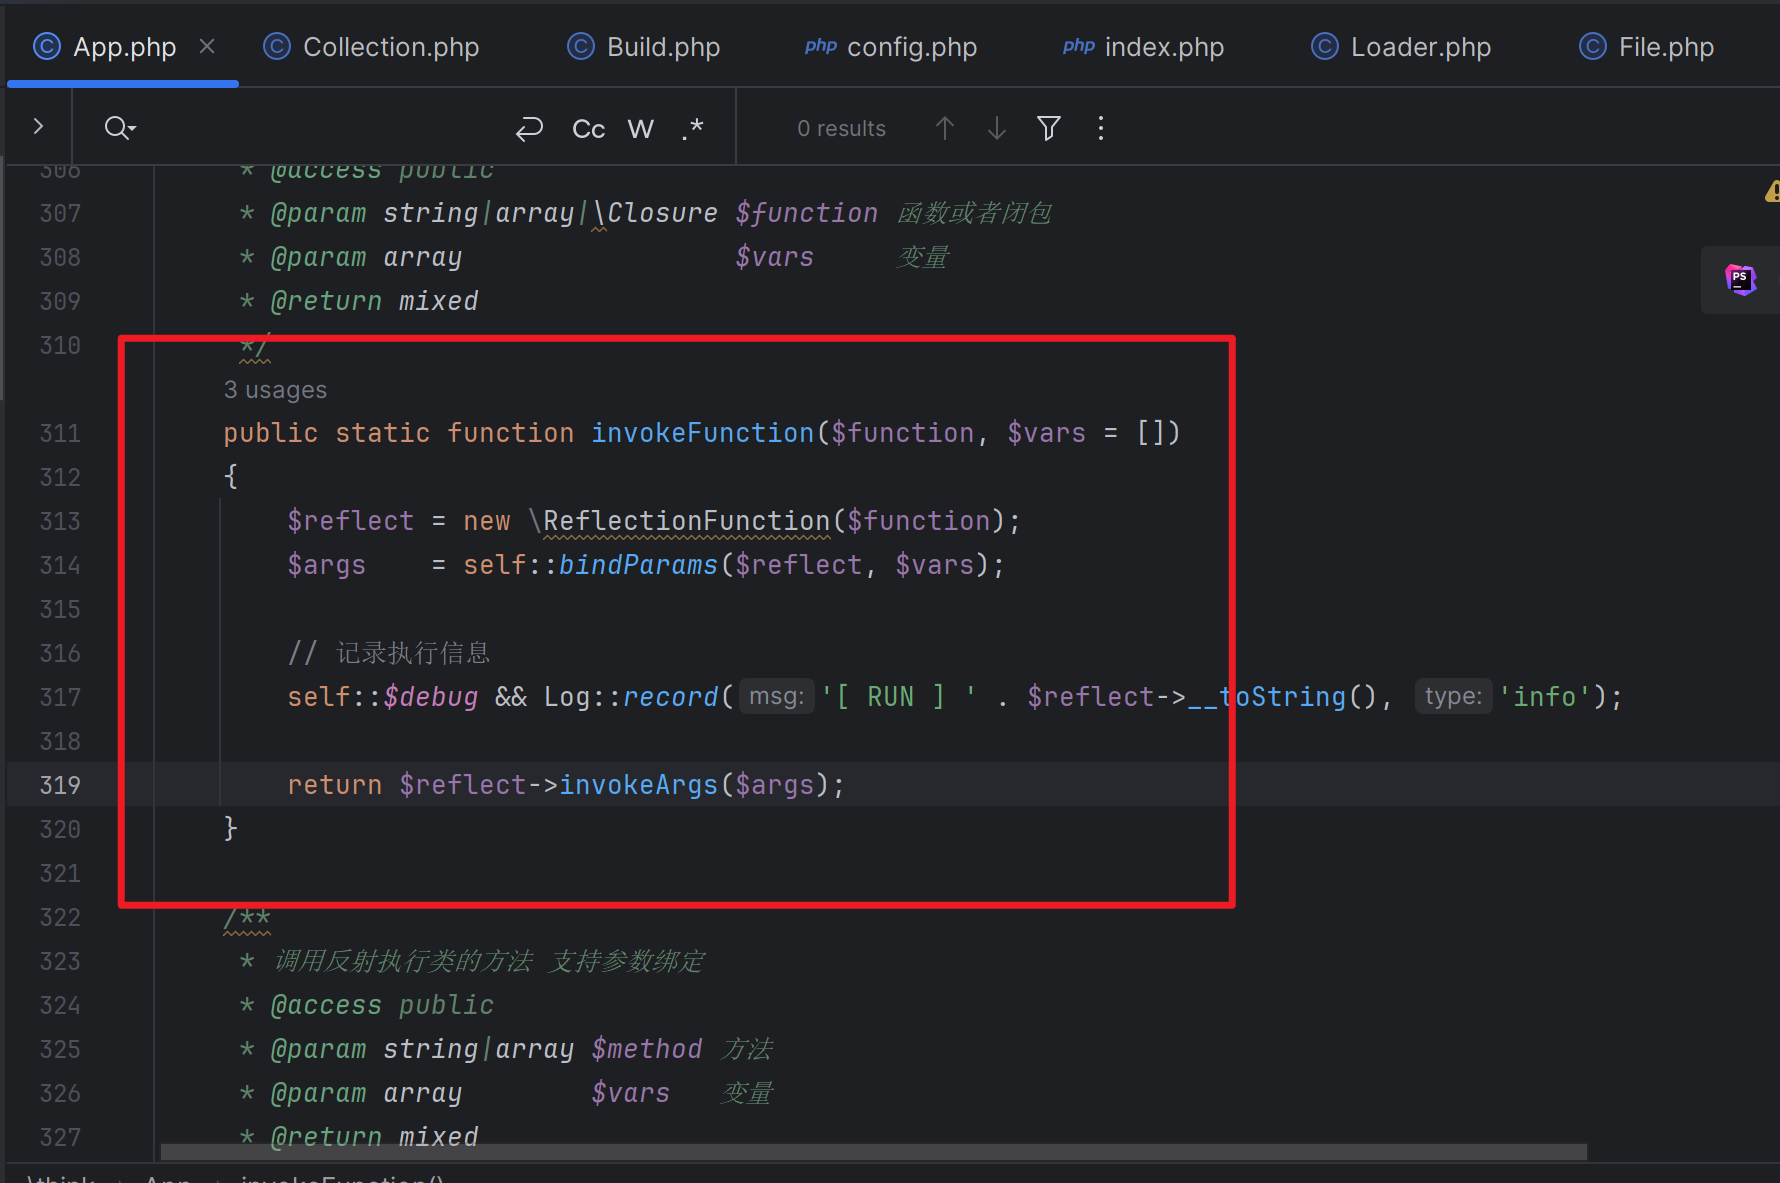 App.php
Collection.php
Build.php
php config.php
php index.php
Loader.php
File.php
Cc W .* 0 results
306 * @access public
307 * @param string|array|\Closure $function 函数或者闭包
308 * @param array $vars 变量
309 * @return mixed
310 */
3 usages
311 public static function invokeFunction($function, $vars = [])
312 {
313 $reflect = new \ReflectionFunction($function);
314 $args = self::bindParams($reflect, $vars);
315
316 // 记录执行信息
317 self::$debug && Log::record( msg: '[ RUN ] ' . $reflect->__toString(), type: 'info');
318
319 return $reflect->invokeArgs($args);
320 }
321
322 /**
323 * 调用反射执行类的方法 支持参数绑定
324 * @access public
325 * @param string|array $method 方法
326 * @param array $vars 变量
327 * @return mixed
PS
\think App invokeFunction()